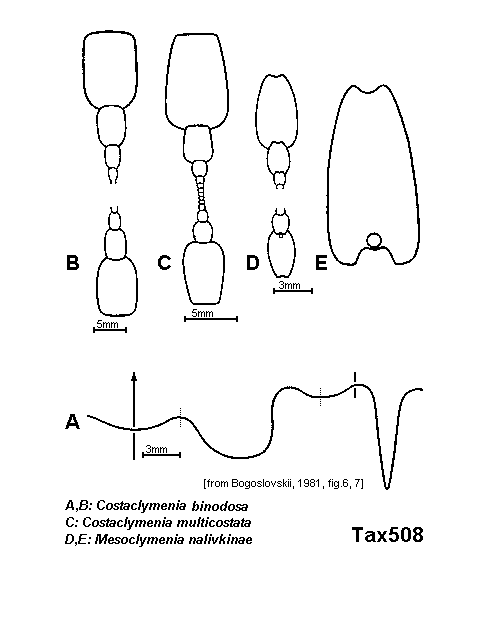 B
C
D
E
5mm
5mm
3mm
A
3mm
[from Bogoslovskii, 1981, fig.6, 7]
A,B: Costaclymenia binodosa
C: Costaclymenia multicostata
D,E: Mesoclymenia nalivkinae
Tax508